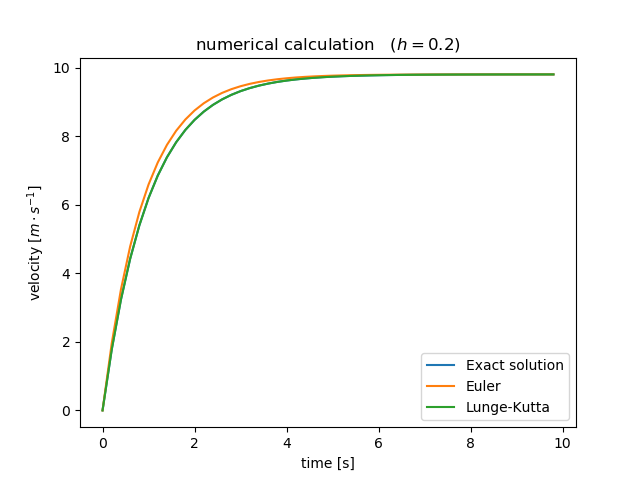 numerical calculation (h = 0.2)
10
8
6
4
2
0
velocity [m · s⁻¹]
0 2 4 6 8 10
time [s]
Exact solution
Euler
Lunge-Kutta